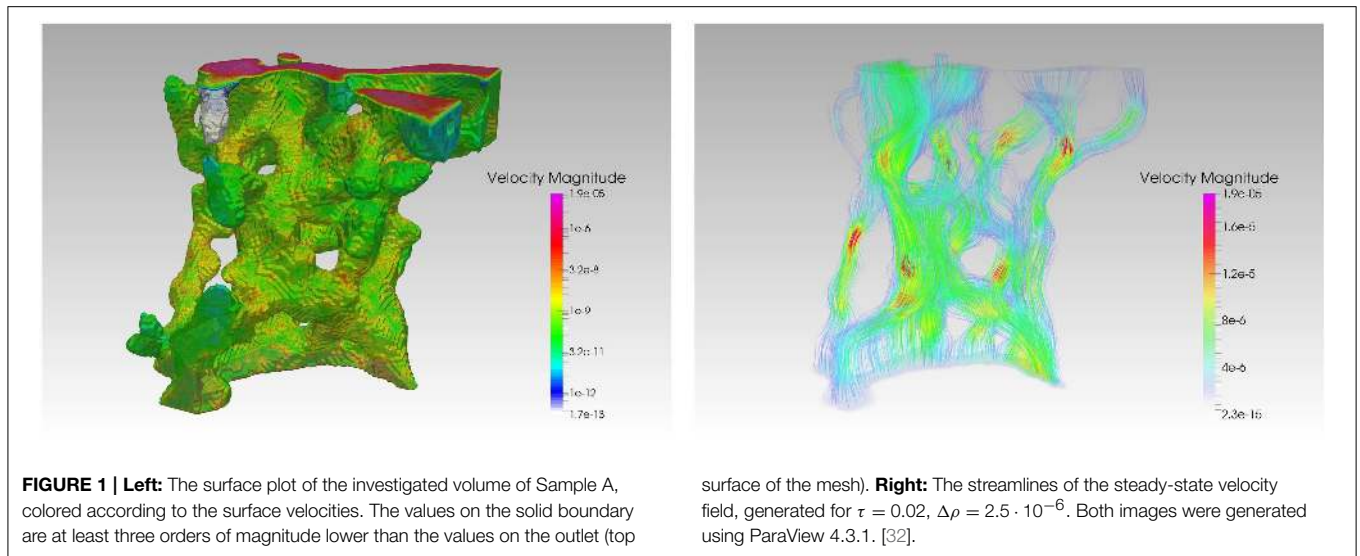 Velocity Magnitude
1.9e-05
1e-6
3.2e-8
1e-9
3.2e-11
1e-12
1.7e-13
Velocity Magnitude
1.9e-05
1.6e-5
1.2e-5
8e-6
4e-6
2.3e-15
FIGURE 1 | Left: The surface plot of the investigated volume of Sample A,
colored according to the surface velocities. The values on the solid boundary
are at least three orders of magnitude lower than the values on the outlet (top
surface of the mesh). Right: The streamlines of the steady-state velocity
field, generated for τ = 0.02, Δρ = 2.5 · 10⁻⁶. Both images were generated
using ParaView 4.3.1. [32].